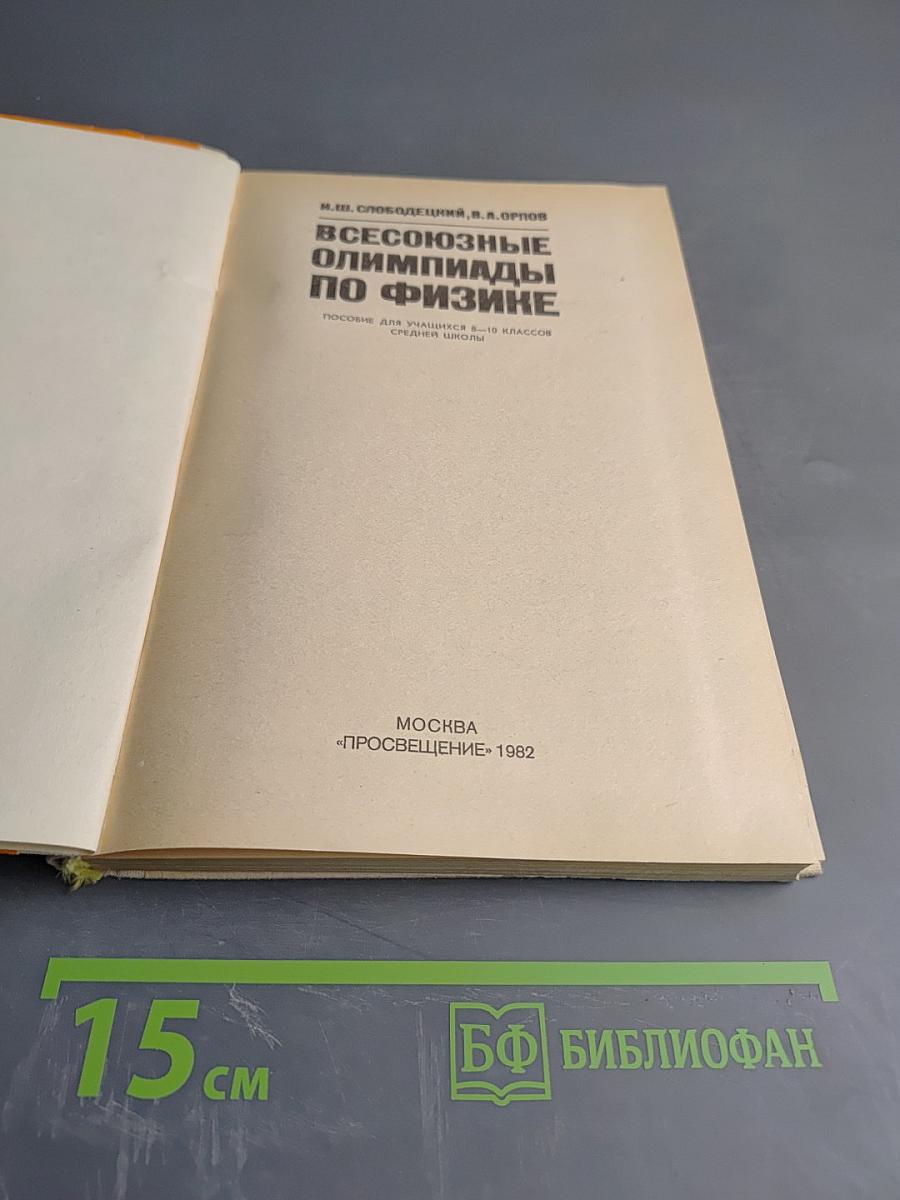 И.Ш. СЛОБОДЕЦКИЙ, В.А. ОРЛОВ
ВСЕСОЮЗНЫЕ
ОЛИМПИАДЫ
ПО ФИЗИКЕ
ПОСОБИЕ ДЛЯ УЧАЩИХСЯ 8—10 КЛАССОВ
СРЕДНЕЙ ШКОЛЫ
МОСКВА
«ПРОСВЕЩЕНИЕ» 1982
15 см
БФ БИБЛИОФАН